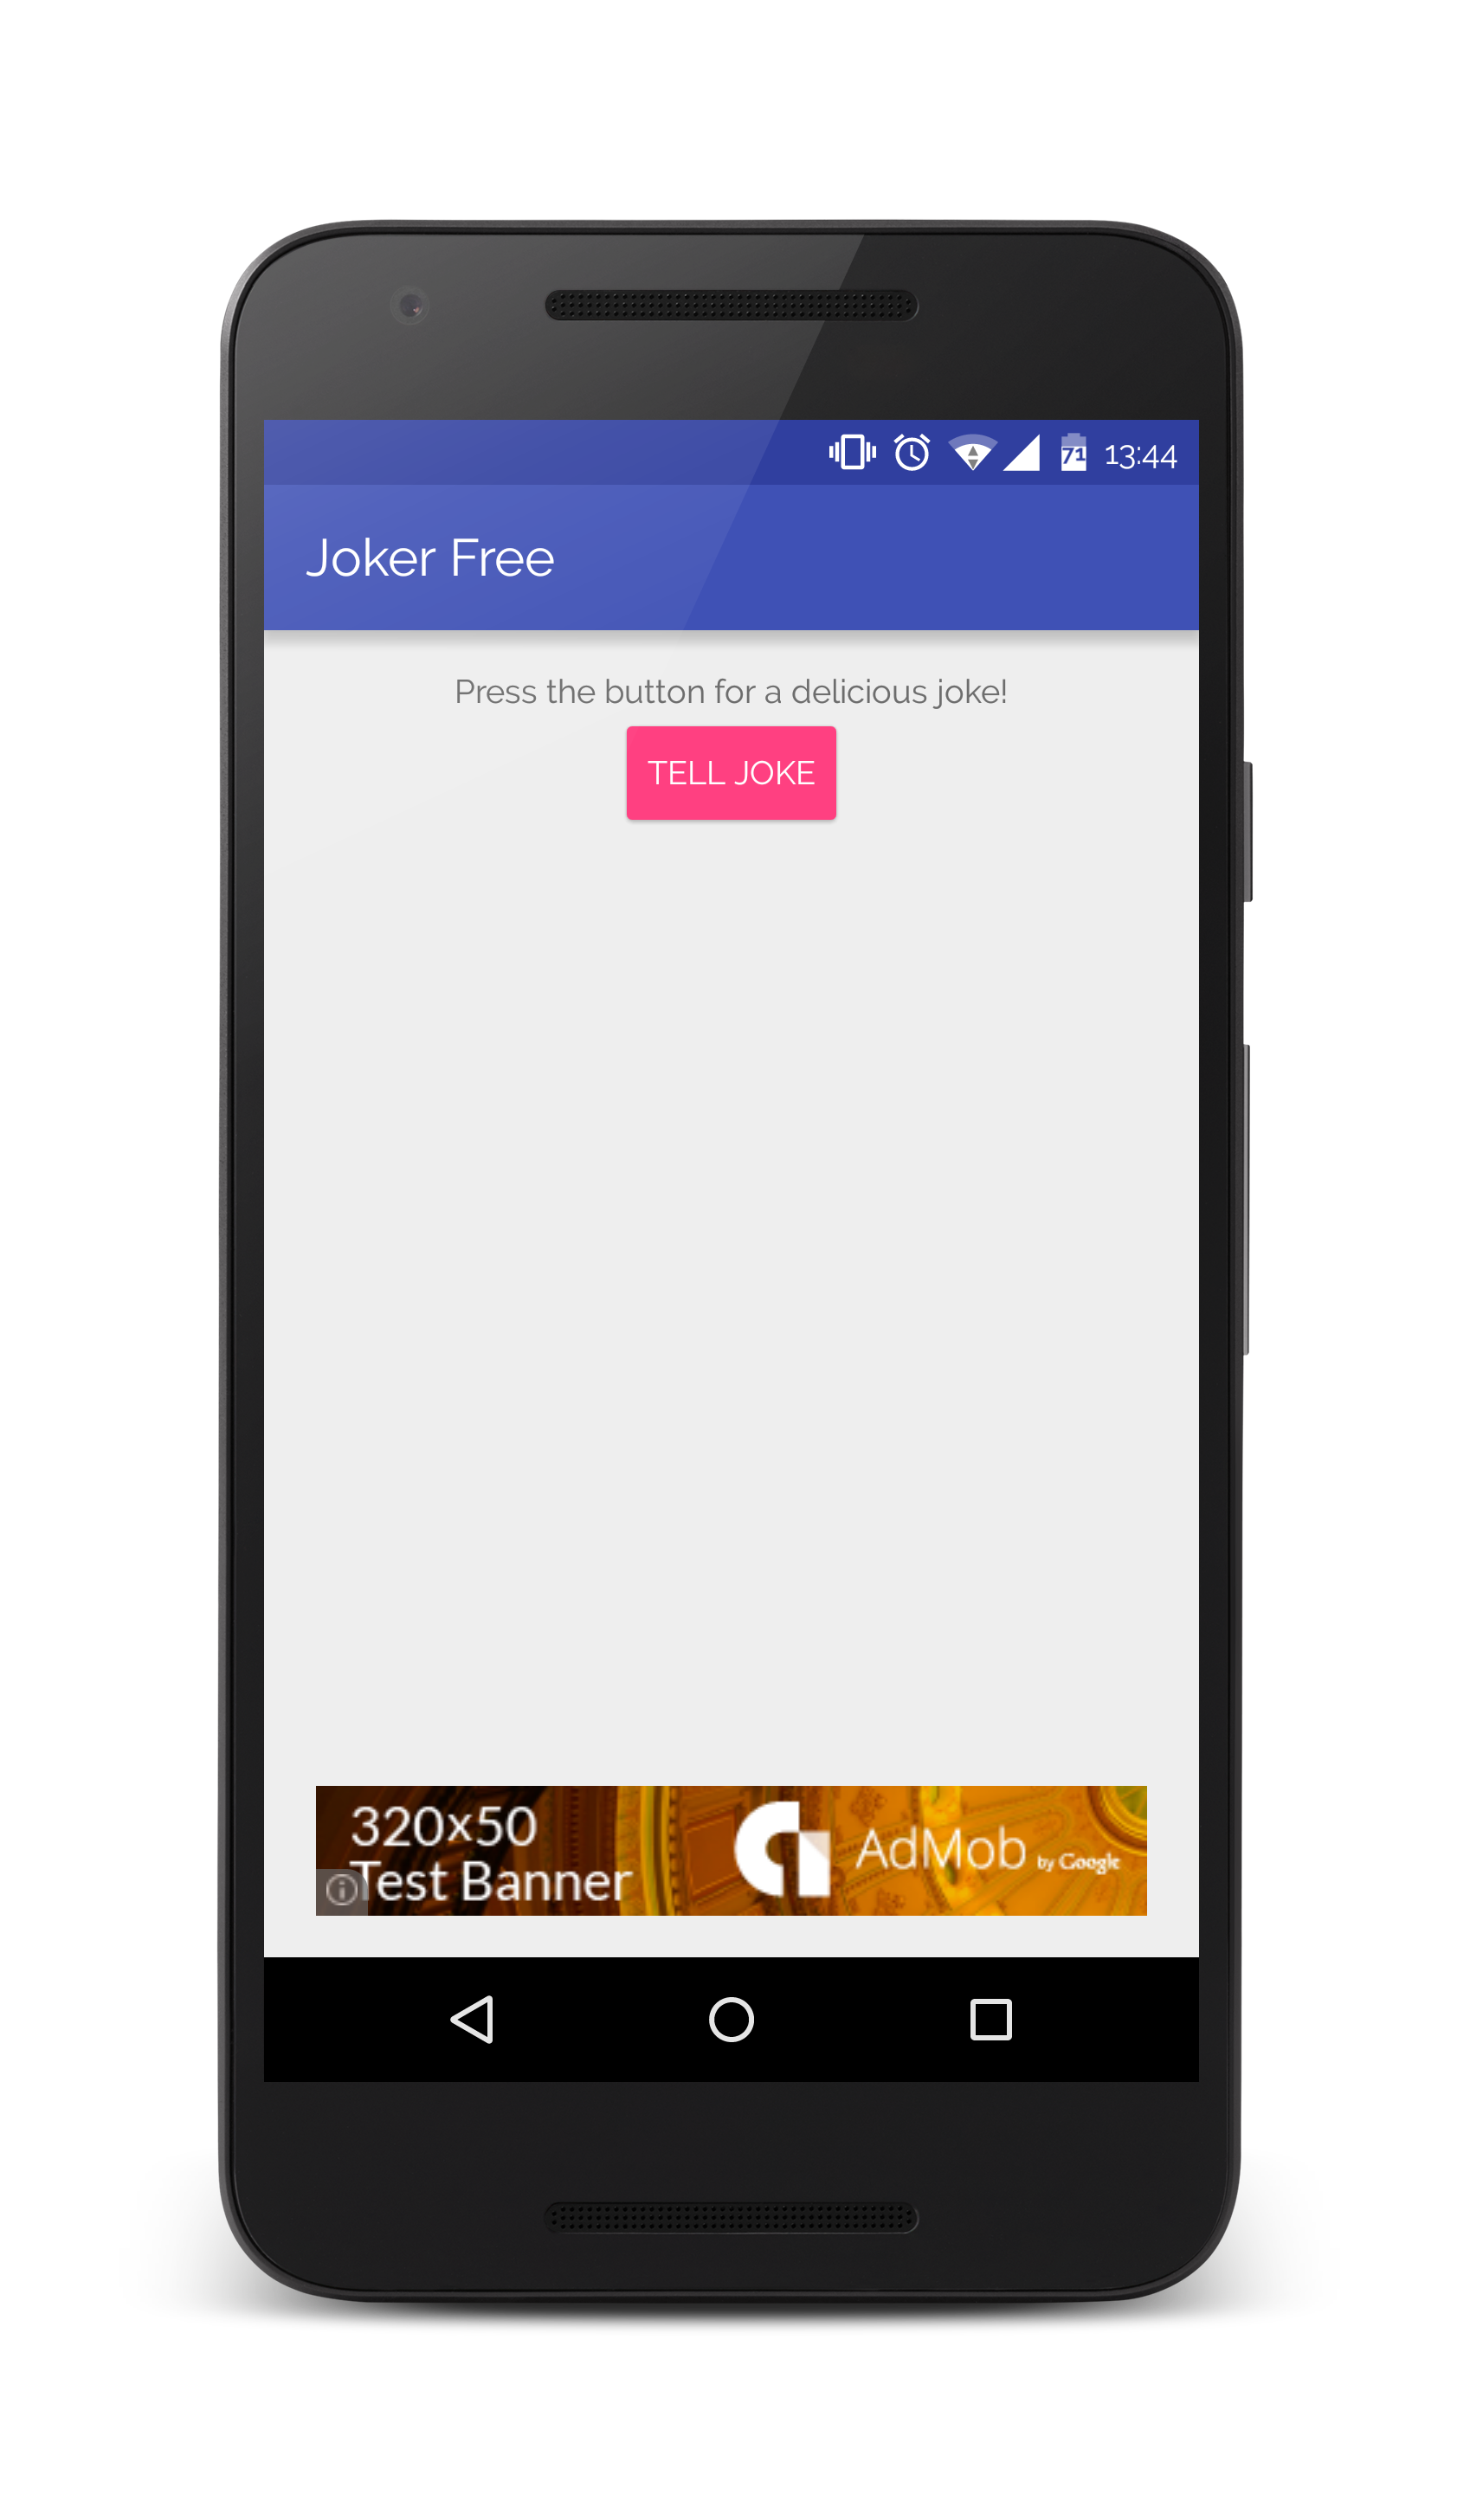 71 13:44
Joker Free
Press the button for a delicious joke!
TELL JOKE
320x50
Test Banner
AdMob by Google